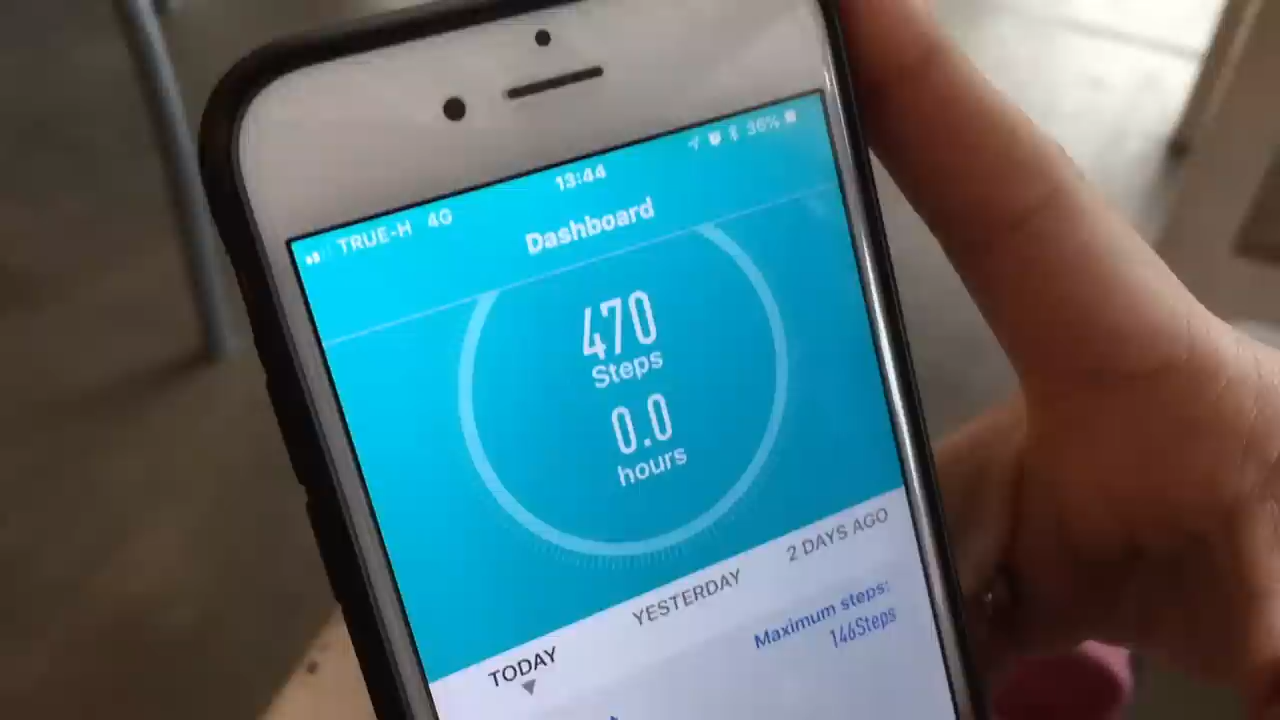 13:44
36%
TRUE-H 4G
Dashboard
470
Steps
0.0
hours
TODAY
YESTERDAY
2 DAYS AGO
Maximum steps:
146Steps